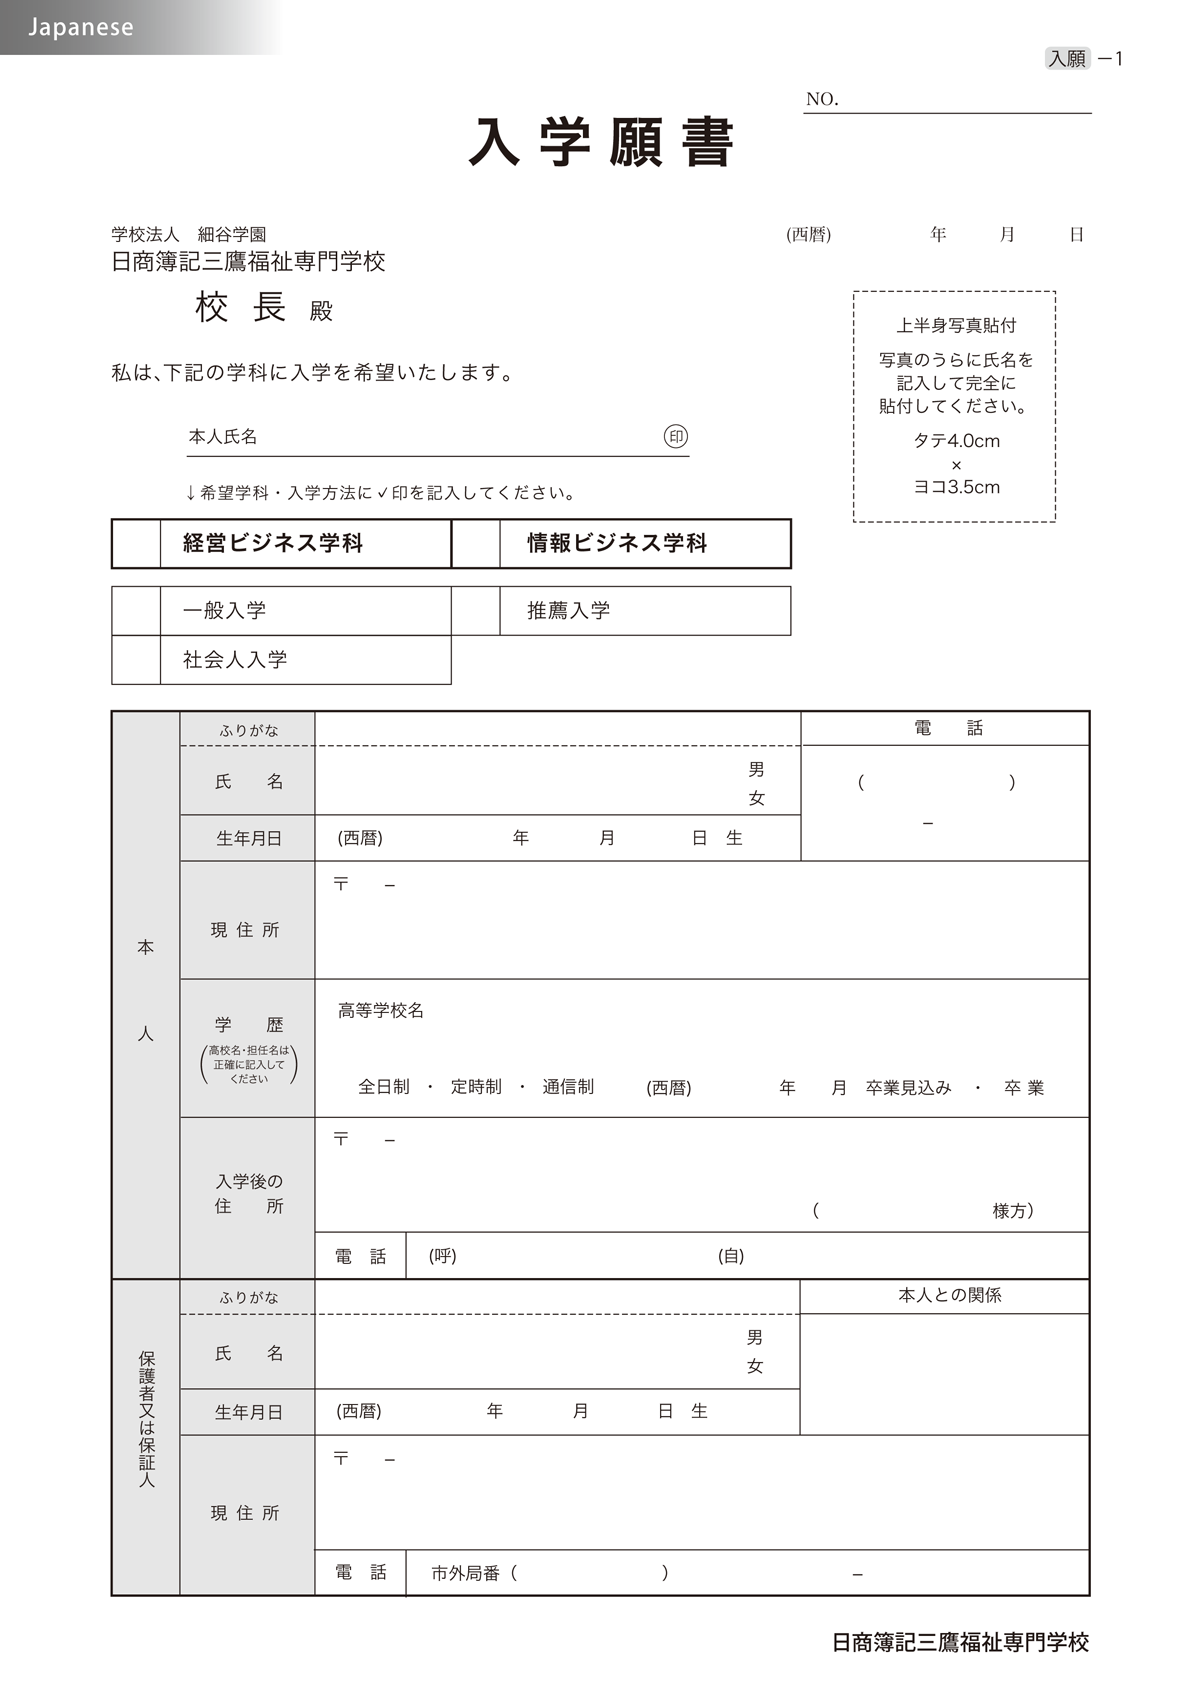 Japanese
入願 －1
NO.
入学願書
学校法人　細谷学園
(西暦)　年　月　日
日商簿記三鷹福祉専門学校
校長 殿
上半身写真貼付
写真のうらに氏名を
記入して完全に
貼付してください。
タテ4.0cm
×
ヨコ3.5cm
私は、下記の学科に入学を希望いたします。
本人氏名　㊞
↓希望学科・入学方法に✓印を記入してください。
経営ビジネス学科　情報ビジネス学科
一般入学　推薦入学
社会人入学
本人
ふりがな
電話
氏名
男
女
(　)
–
生年月日　(西暦)　年　月　日 生
現住所
〒　–
学歴
(高校名・担任名は
正確に記入して
ください)
高等学校名
全日制 ・ 定時制 ・ 通信制　(西暦)　年　月　卒業見込み ・ 卒業
入学後の
住所
〒　–
(　様方)
電話　(呼)　(自)
保護者又は保証人
ふりがな
本人との関係
氏名
男
女
生年月日　(西暦)　年　月　日 生
現住所
〒　–
電話　市外局番（　）　–
日商簿記三鷹福祉専門学校